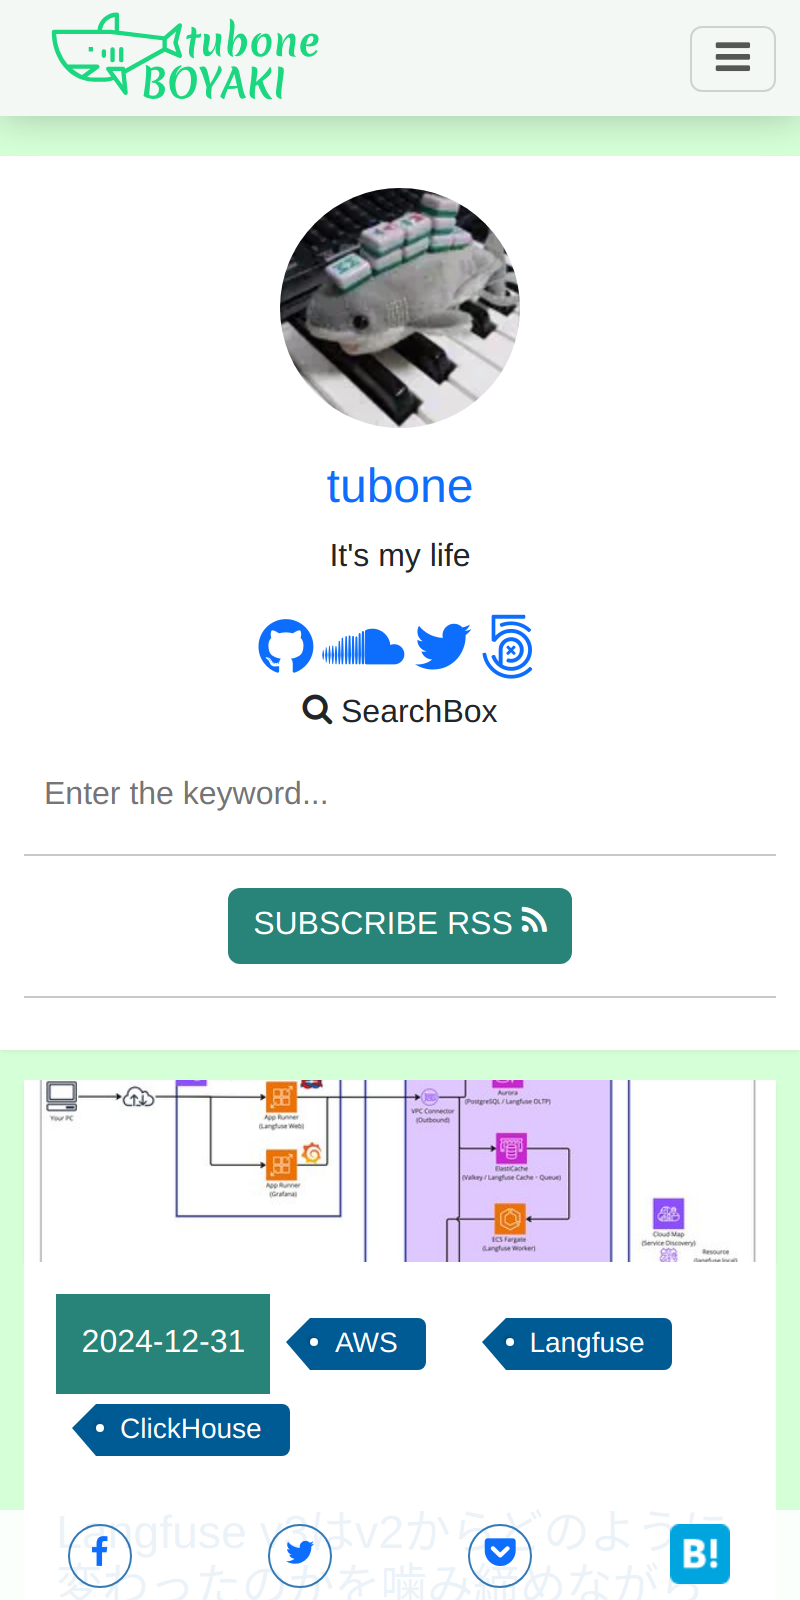 tubone
BOYAKI
tubone
It's my life
SearchBox
Enter the keyword...
SUBSCRIBE RSS
Your PC
App Runner
(Langfuse Web)
App Runner
(Grafana)
VPC Connector
(Outbound)
Aurora
(PostgreSQL / Langfuse OLTP)
ElastiCache
(Valkey / Langfuse Cache・Queue)
ECS Fargate
(Langfuse Worker)
Cloud Map
(Service Discovery)
Resource
(langfuse.local)
2024-12-31
AWS
Langfuse
ClickHouse
Langfuse v3はv2からどのように
変わったのかを噛み締めながら
B!